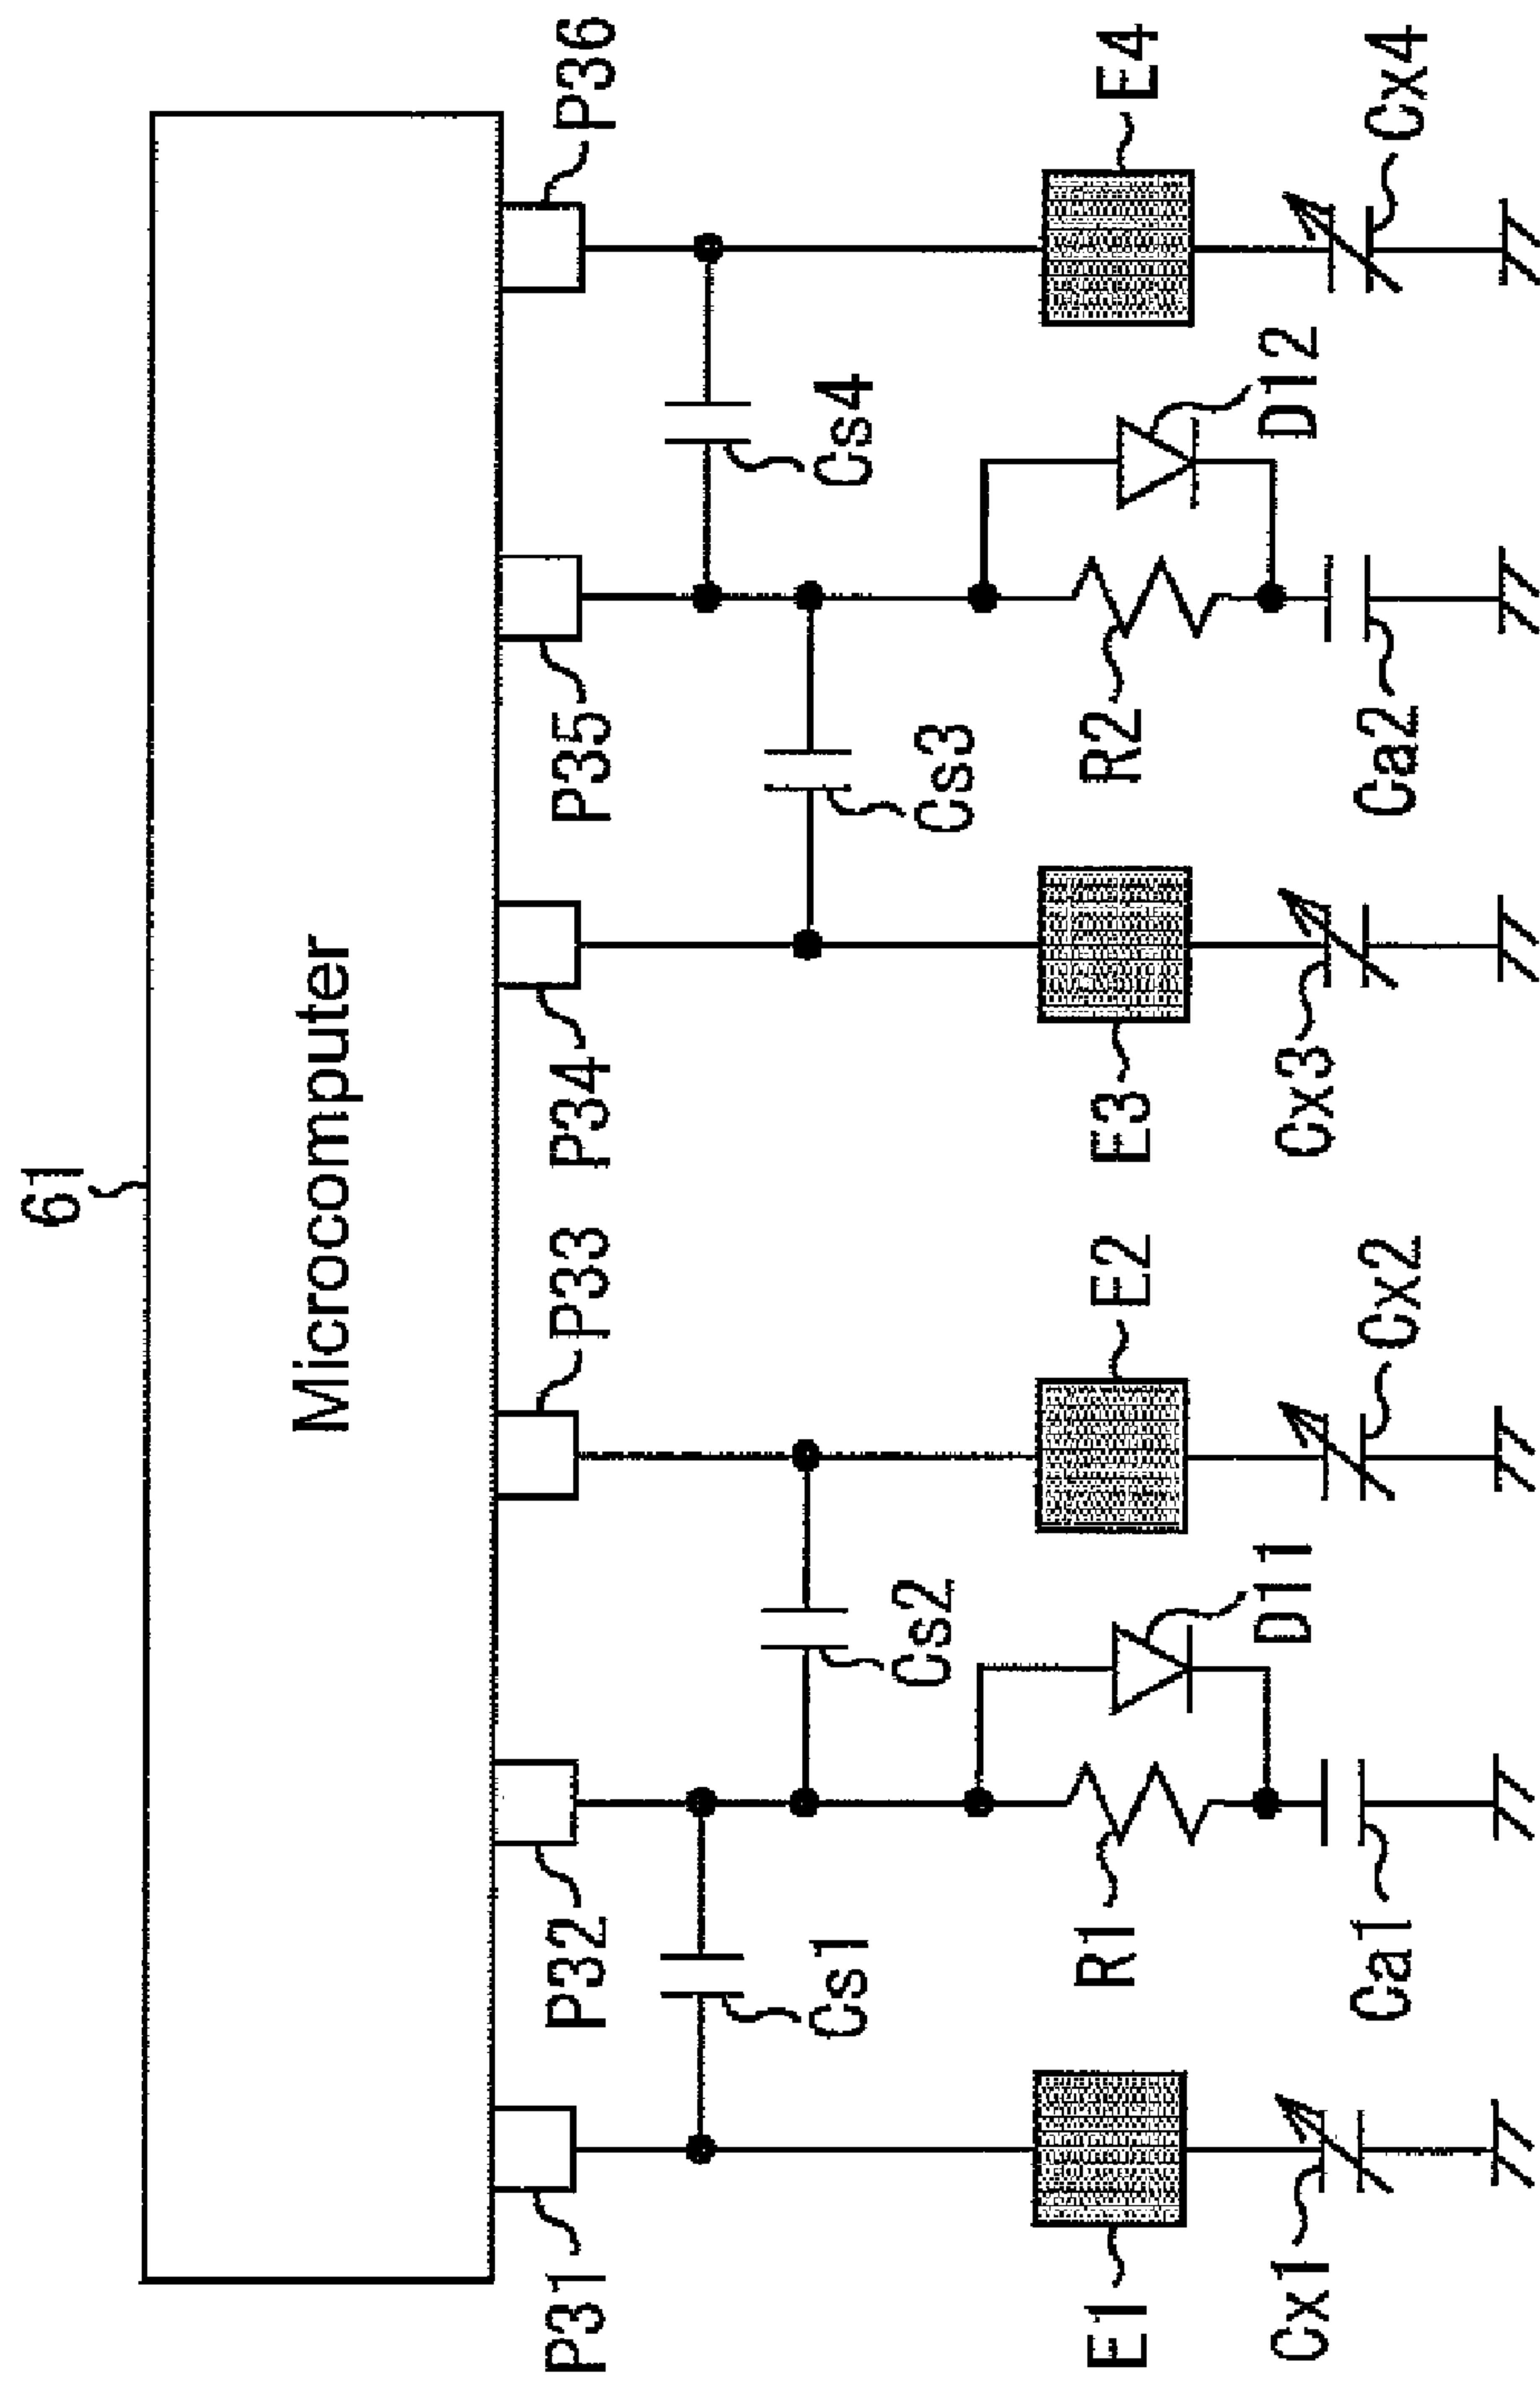 61
Microcomputer
P31
P32
P33
P34
P35
P36
Cs1
Cs2
Cs3
Cs4
E1
R1
D11
E2
E3
R2
D12
E4
Cx1
Ca1
Cx2
Cx3
Ca2
Cx4